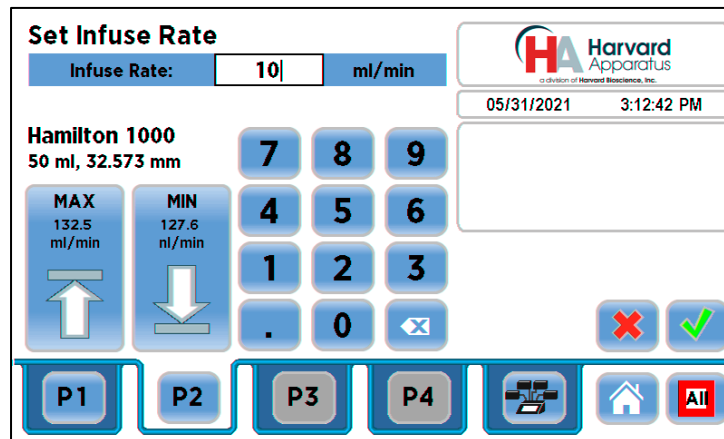 Set Infuse Rate
Infuse Rate: 10 ml/min
HA Harvard Apparatus
a division of Harvard Bioscience, Inc.
05/31/2021 3:12:42 PM
Hamilton 1000
50 ml, 32.573 mm
MAX
132.5
ml/min
MIN
127.6
nl/min
7 8 9
4 5 6
1 2 3
. 0
P1 P2 P3 P4 All